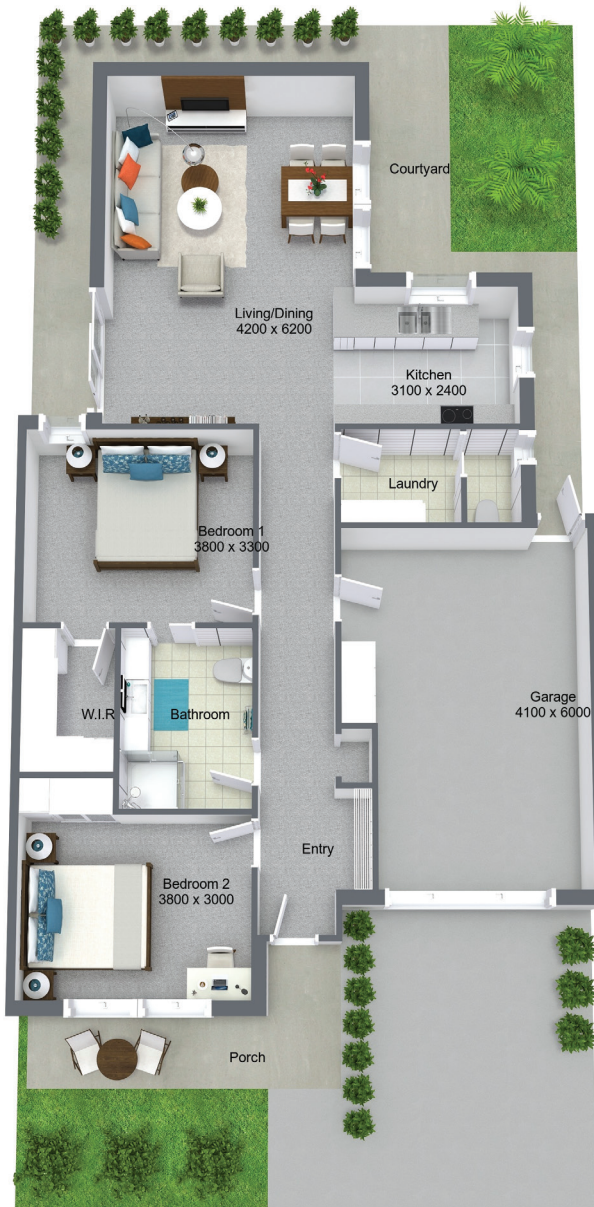 Courtyard
Living/Dining
4200 x 6200
Kitchen
3100 x 2400
Laundry
Bedroom 1
3800 x 3300
W.I.R
Bathroom
Garage
4100 x 6000
Entry
Bedroom 2
3800 x 3000
Porch